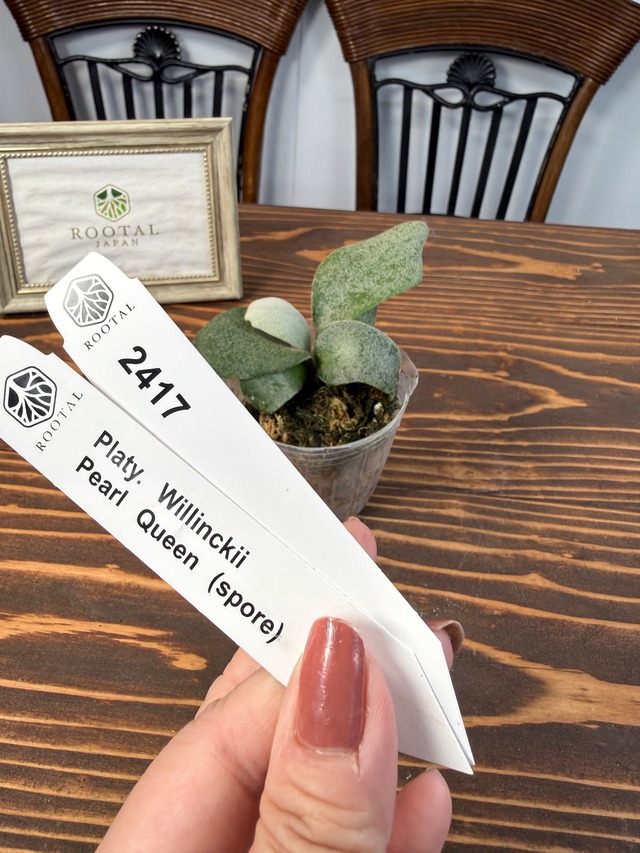 ROOTAL
JAPAN
ROOTAL
2417
ROOTAL
Platy. Willinckii
Pearl Queen (spore)